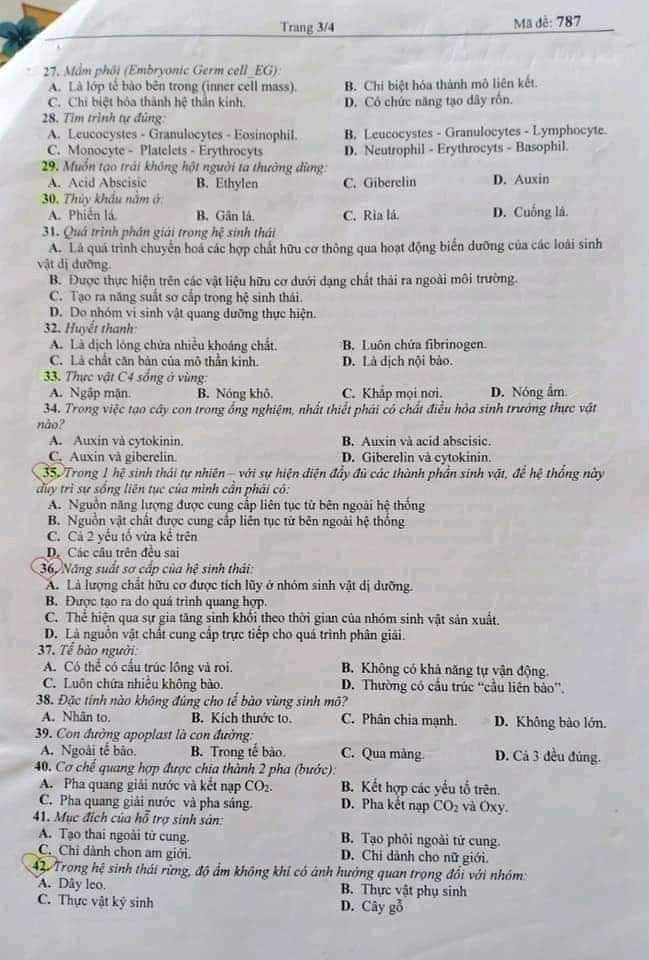 Trang 3/4 Mã đề: 787
27. Mầm phôi (Embryonic Germ cell_EG):
A. Là lớp tế bào bên trong (inner cell mass). B. Chỉ biệt hóa thành mô liên kết.
C. Chỉ biệt hóa thành hệ thần kinh. D. Có chức năng tạo dây rốn.
28. Tìm trình tự đúng:
A. Leucocystes - Granulocytes - Eosinophil. B. Leucocystes - Granulocytes - Lymphocyte.
C. Monocyte - Platelets - Erythrocyts D. Neutrophil - Erythrocyts - Basophil.
29. Muốn tạo trái không hột người ta thường dùng:
A. Acid Abscisic B. Ethylen C. Giberelin D. Auxin
30. Thủy khẩu nằm ở:
A. Phiến lá. B. Gân lá. C. Rìa lá. D. Cuống lá.
31. Quá trình phân giải trong hệ sinh thái
A. Là quá trình chuyển hoá các hợp chất hữu cơ thông qua hoạt động biến dưỡng của các loài sinh
vật dị dưỡng.
B. Được thực hiện trên các vật liệu hữu cơ dưới dạng chất thải ra ngoài môi trường.
C. Tạo ra năng suất sơ cấp trong hệ sinh thái.
D. Do nhóm vi sinh vật quang dưỡng thực hiện.
32. Huyết thanh:
A. Là dịch lỏng chứa nhiều khoáng chất. B. Luôn chứa fibrinogen.
C. Là chất căn bản của mô thần kinh. D. Là dịch nội bào.
33. Thực vật C4 sống ở vùng:
A. Ngập mặn. B. Nóng khô. C. Khắp mọi nơi. D. Nóng ẩm.
34. Trong việc tạo cây con trong ống nghiệm, nhất thiết phải có chất điều hòa sinh trưởng thực vật
nào?
A. Auxin và cytokinin. B. Auxin và acid abscisic.
C. Auxin và giberelin. D. Giberelin và cytokinin.
35. Trong 1 hệ sinh thái tự nhiên – với sự hiện diện đầy đủ các thành phần sinh vật, để hệ thống này
duy trì sự sống liên tục của mình cần phải có:
A. Nguồn năng lượng được cung cấp liên tục từ bên ngoài hệ thống
B. Nguồn vật chất được cung cấp liên tục từ bên ngoài hệ thống
C. Cả 2 yếu tố vừa kể trên
D. Các câu trên đều sai
36. Năng suất sơ cấp của hệ sinh thái:
A. Là lượng chất hữu cơ được tích lũy ở nhóm sinh vật dị dưỡng.
B. Được tạo ra do quá trình quang hợp.
C. Thể hiện qua sự gia tăng sinh khối theo thời gian của nhóm sinh vật sản xuất.
D. Là nguồn vật chất cung cấp trực tiếp cho quá trình phân giải.
37. Tế bào người:
A. Có thể có cấu trúc lông và roi. B. Không có khả năng tự vận động.
C. Luôn chứa nhiều không bào. D. Thường có cấu trúc “cầu liên bào”.
38. Đặc tính nào không đúng cho tế bào vùng sinh mô?
A. Nhân to. B. Kích thước to. C. Phân chia mạnh. D. Không bào lớn.
39. Con đường apoplast là con đường:
A. Ngoài tế bào. B. Trong tế bào. C. Qua màng. D. Cả 3 đều đúng.
40. Cơ chế quang hợp được chia thành 2 pha (bước):
A. Pha quang giải nước và kết nạp CO₂. B. Kết hợp các yếu tố trên.
C. Pha quang giải nước và pha sáng. D. Pha kết nạp CO₂ và Oxy.
41. Mục đích của hỗ trợ sinh sản:
A. Tạo thai ngoài tử cung. B. Tạo phôi ngoài tử cung.
C. Chỉ dành chon am giới. D. Chỉ dành cho nữ giới.
42. Trong hệ sinh thái rừng, độ ẩm không khí có ảnh hưởng quan trọng đối với nhóm:
A. Dây leo. B. Thực vật phụ sinh
C. Thực vật ký sinh D. Cây gỗ